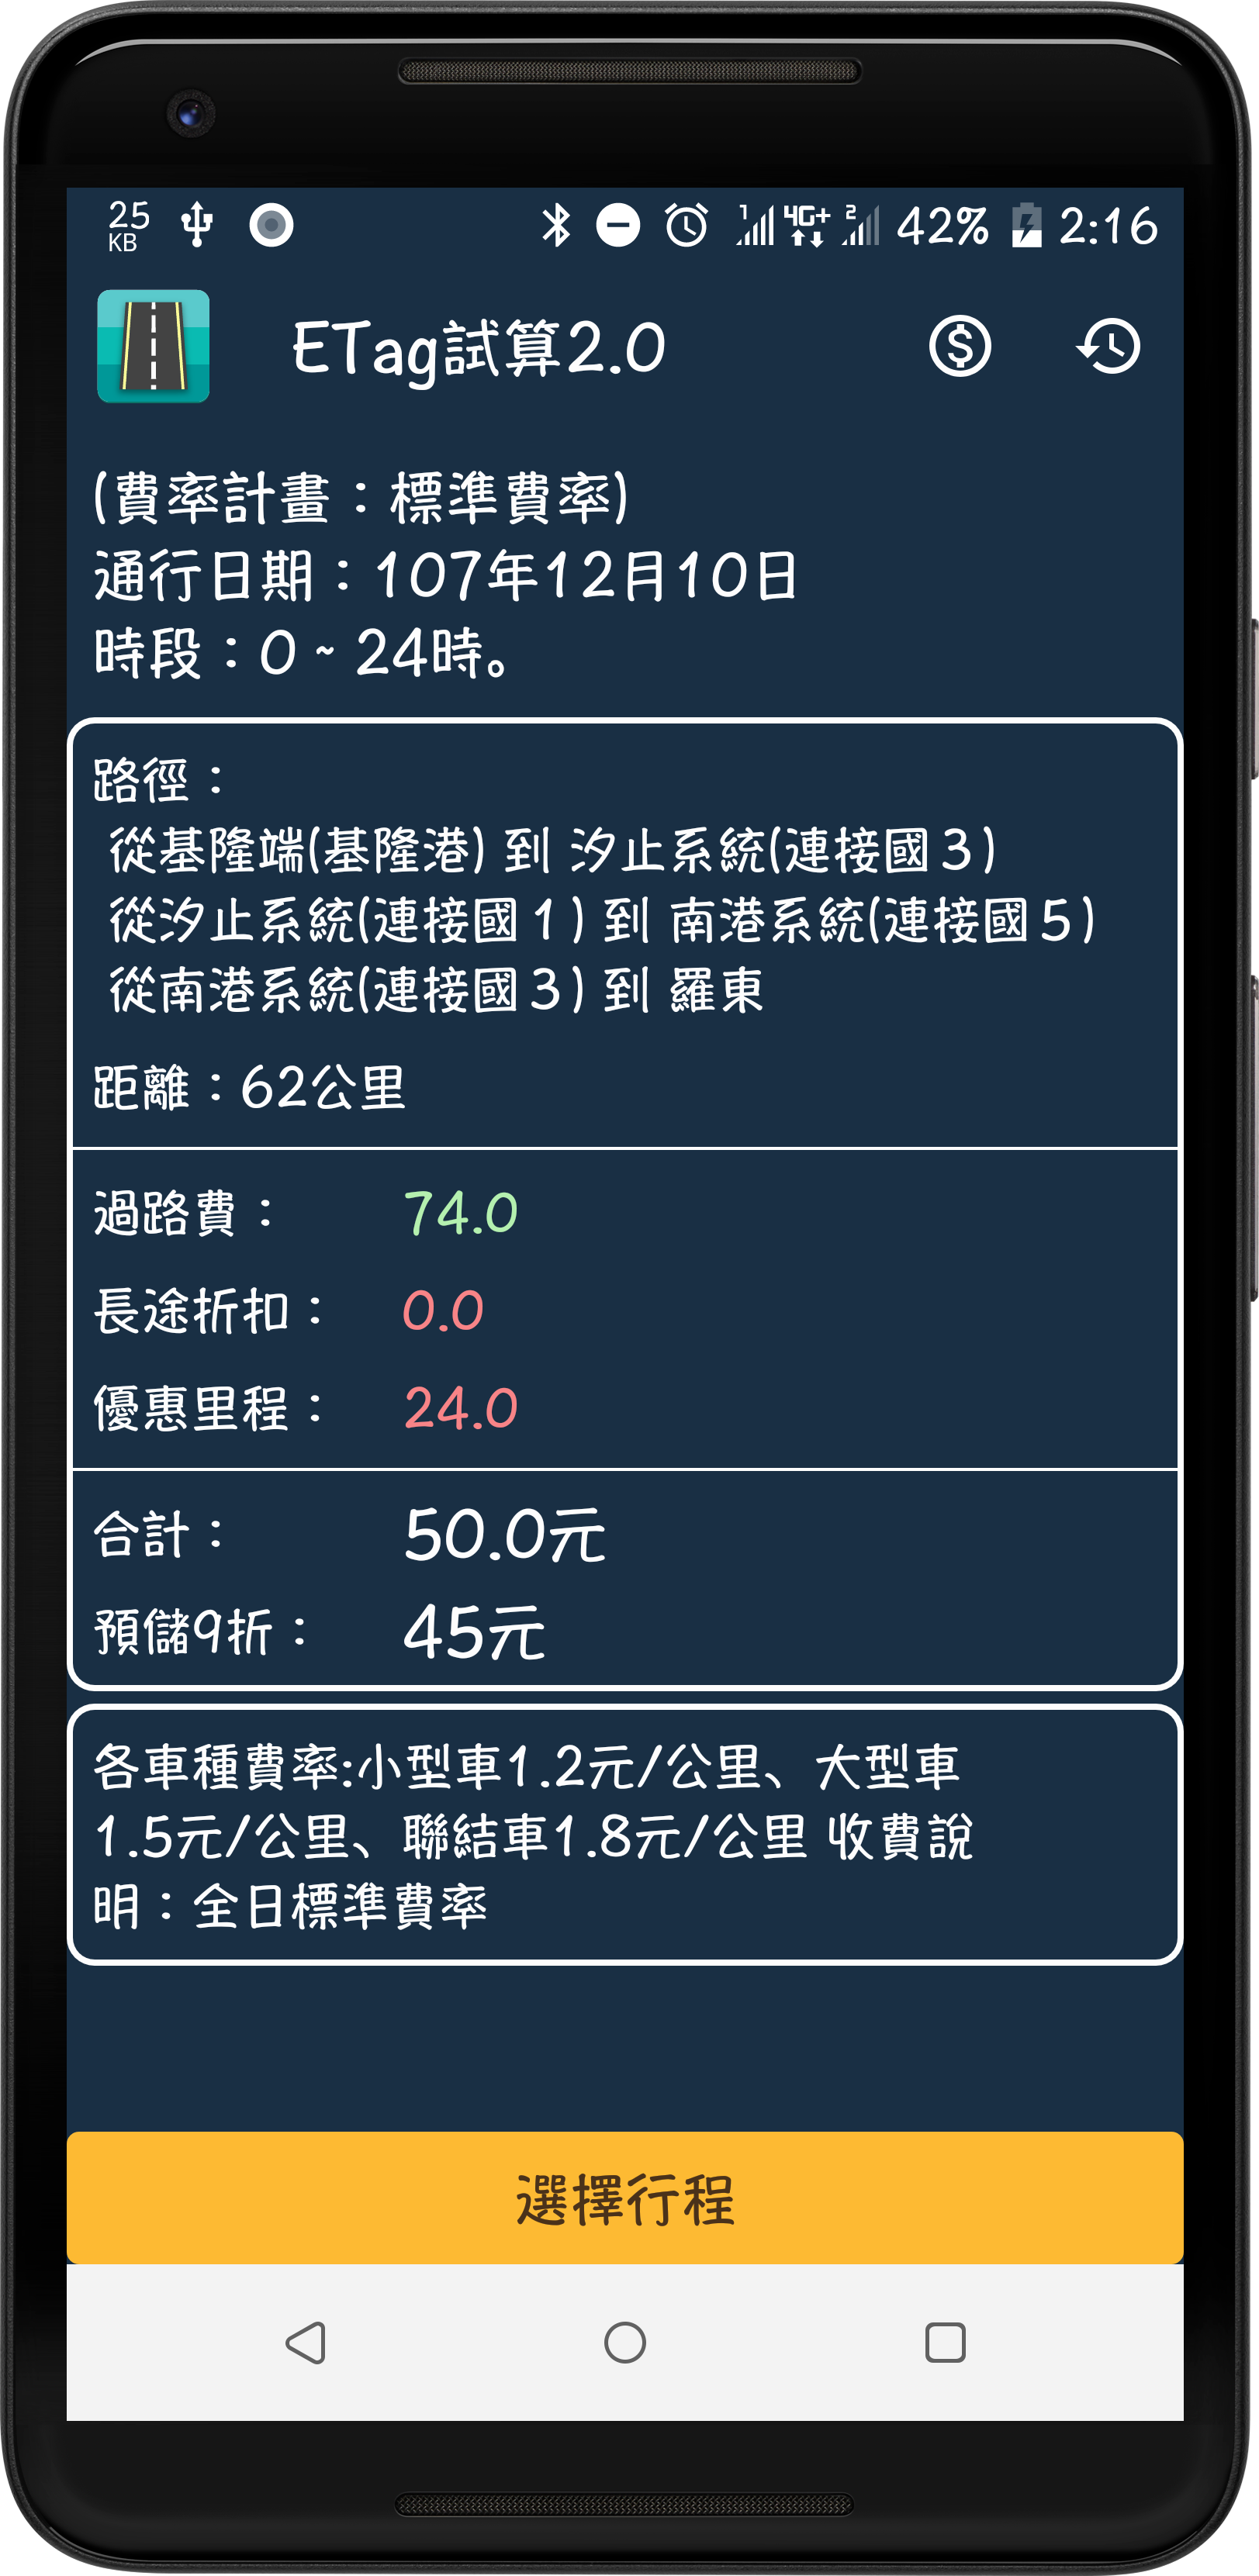 25
KB
1 4G+ 2 42% 2:16
ETag試算2.0
(費率計畫：標準費率)
通行日期：107年12月10日
時段：0 ~ 24時。
路徑：
從基隆端(基隆港) 到 汐止系統(連接國３)
從汐止系統(連接國１) 到 南港系統(連接國５)
從南港系統(連接國３) 到 羅東
距離：62公里
過路費： 74.0
長途折扣： 0.0
優惠里程： 24.0
合計： 50.0元
預儲9折： 45元
各車種費率:小型車1.2元/公里、大型車
1.5元/公里、聯結車1.8元/公里 收費說
明：全日標準費率
選擇行程